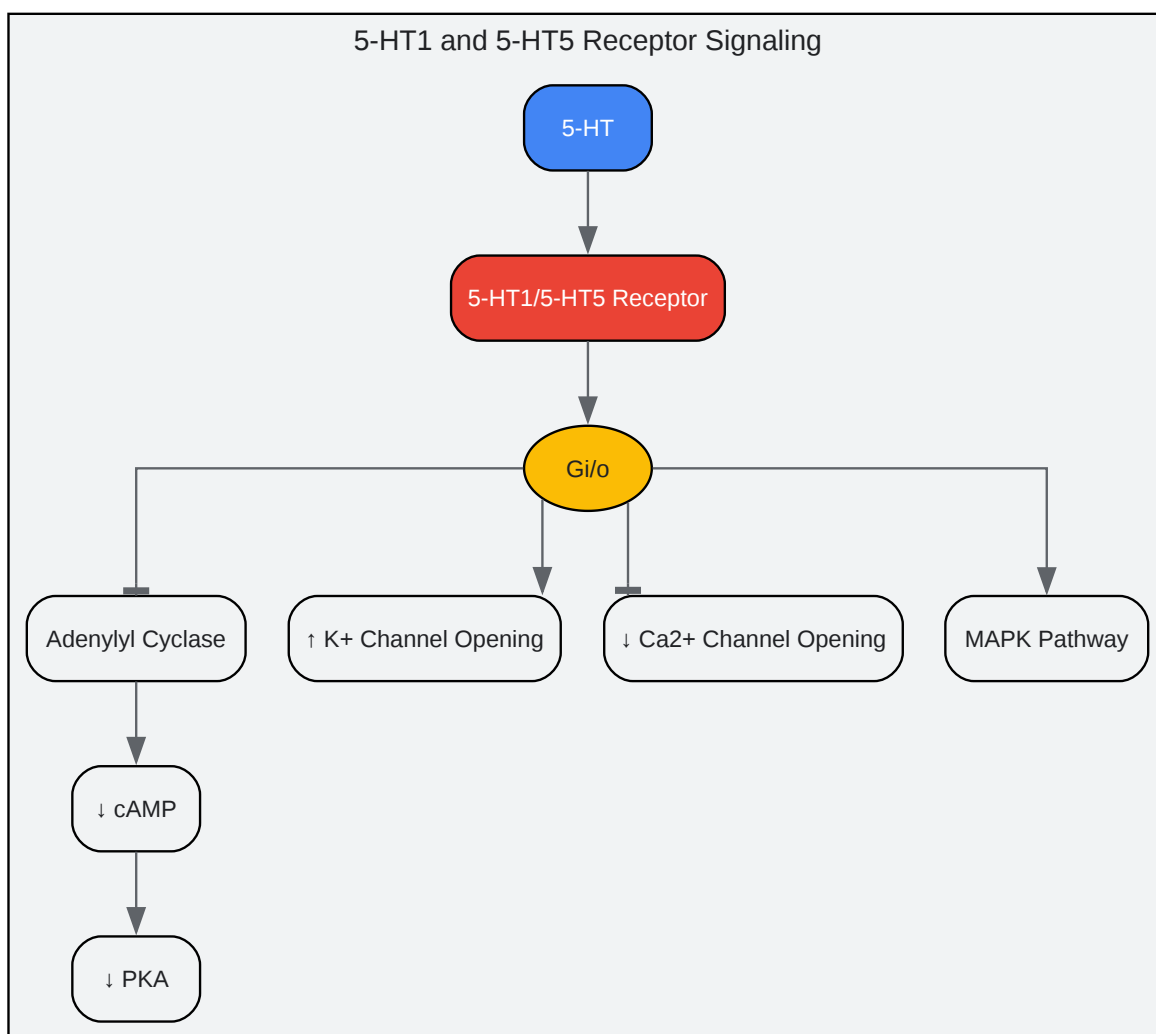 5-HT1 and 5-HT5 Receptor Signaling
5-HT
5-HT1/5-HT5 Receptor
Gi/o
Adenylyl Cyclase
↑ K+ Channel Opening
↓ Ca2+ Channel Opening
MAPK Pathway
↓ cAMP
↓ PKA